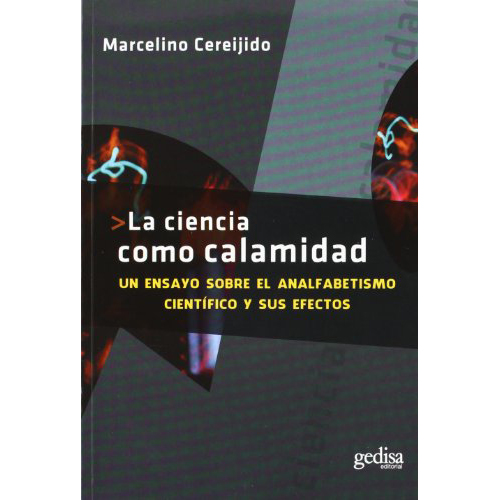 Marcelino Cereijido
>La ciencia
como calamidad
UN ENSAYO SOBRE EL ANALFABETISMO
CIENTÍFICO Y SUS EFECTOS
gedisa
editorial